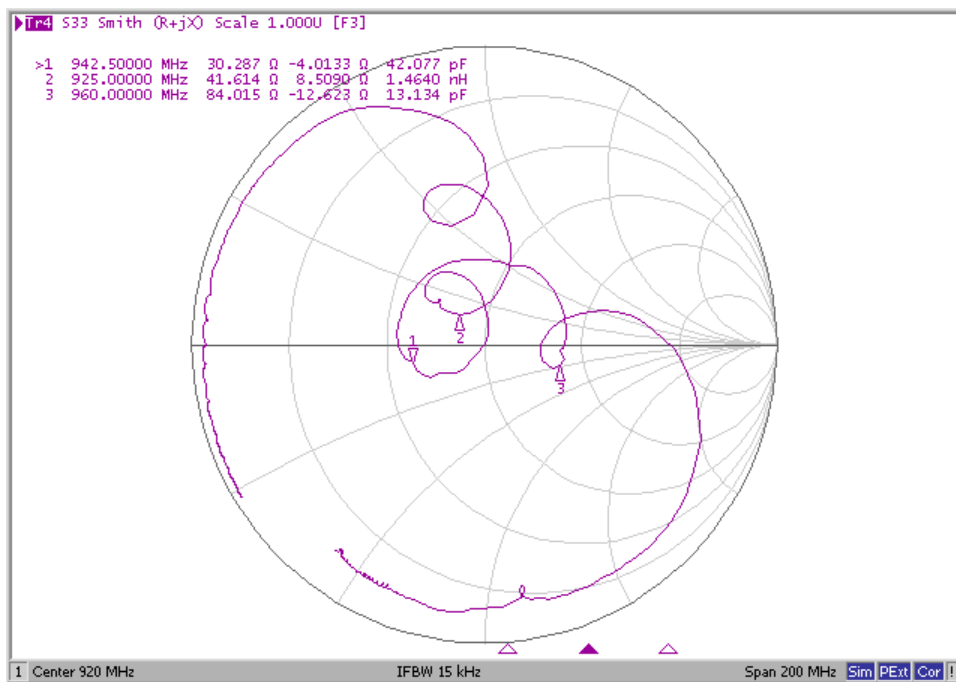 Tr4 S33 Smith (R+jX) Scale 1.000U [F3]
>1 942.50000 MHz 30.287 Ω -4.0133 Ω 42.077 pF
2 925.00000 MHz 41.614 Ω 8.5090 Ω 1.4640 nH
3 960.00000 MHz 84.015 Ω -12.623 Ω 13.134 pF
1
2
3
1 Center 920 MHz IFBW 15 kHz Span 200 MHz Sim PExt Cor !